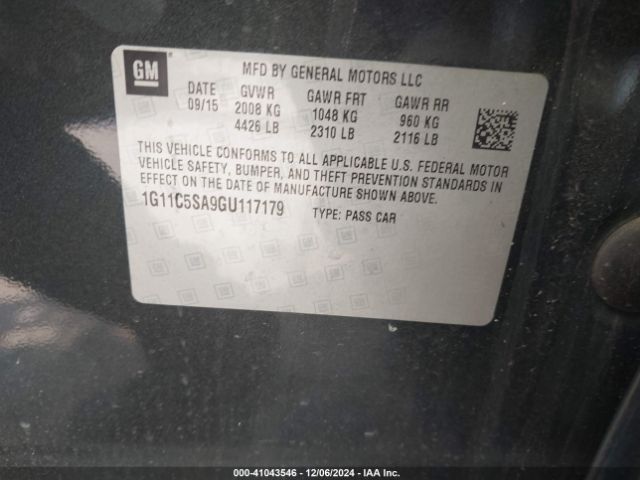 GM
MFD BY GENERAL MOTORS LLC
DATE GVWR GAWR FRT GAWR RR
09/15 2008 KG 1048 KG 960 KG
4426 LB 2310 LB 2116 LB
THIS VEHICLE CONFORMS TO ALL APPLICABLE U.S. FEDERAL MOTOR
VEHICLE SAFETY, BUMPER, AND THEFT PREVENTION STANDARDS IN
EFFECT ON THE DATE OF MANUFACTURE SHOWN ABOVE.
1G11C5SA9GU117179 TYPE: PASS CAR
000-41043546 - 12/06/2024 - IAA Inc.